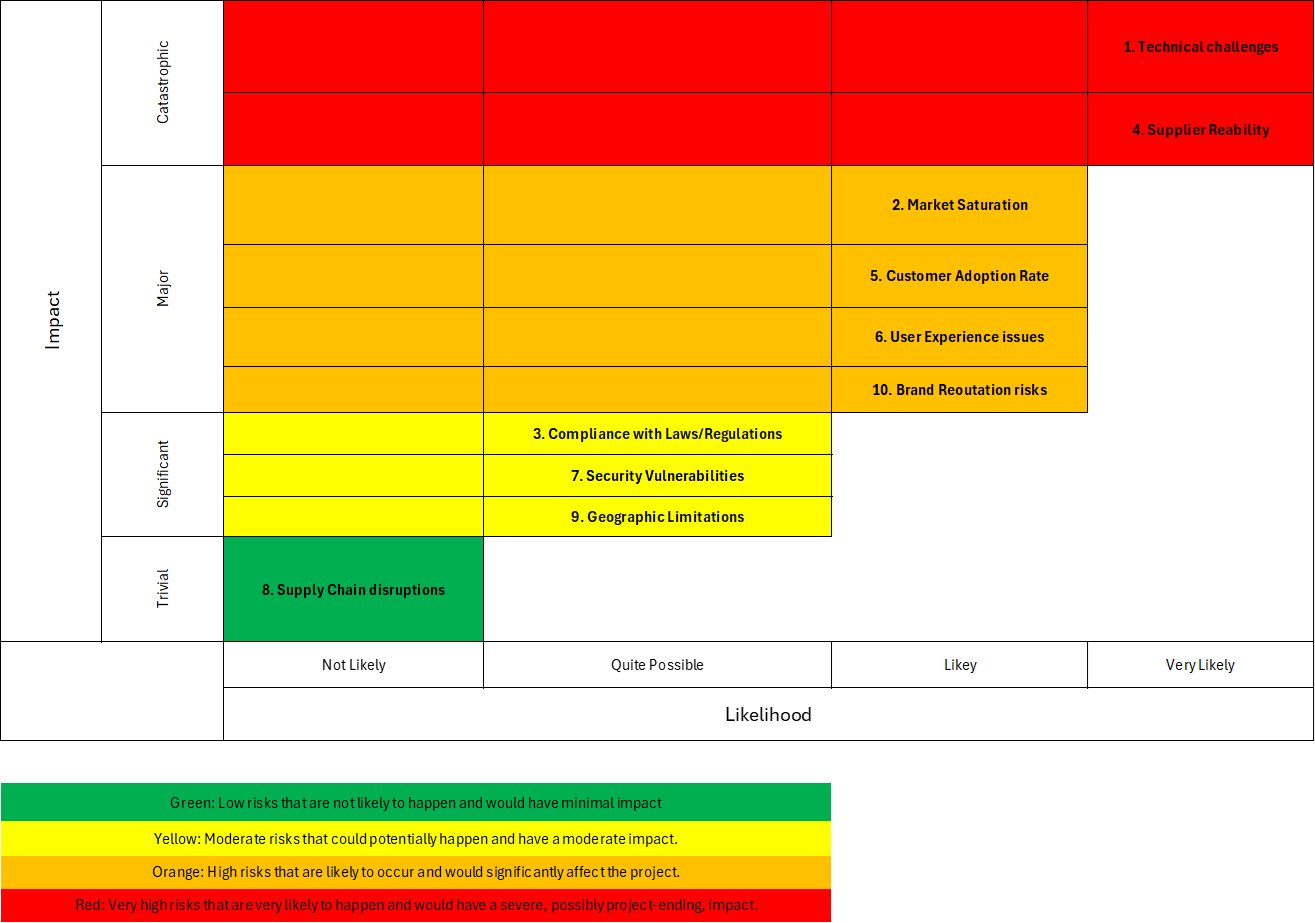 Impact
Catastrophic
1. Technical challenges
4. Supplier Reability
Major
2. Market Saturation
5. Customer Adoption Rate
6. User Experience issues
10. Brand Reoutation risks
Significant
3. Compliance with Laws/Regulations
7. Security Vulnerabilities
9. Geographic Limitations
Trivial
8. Supply Chain disruptions
Not Likely
Quite Possible
Likey
Very Likely
Likelihood
Green: Low risks that are not likely to happen and would have minimal impact
Yellow: Moderate risks that could potentially happen and have a moderate impact.
Orange: High risks that are likely to occur and would significantly affect the project.
Red: Very high risks that are very likely to happen and would have a severe, possibly project-ending, impact.